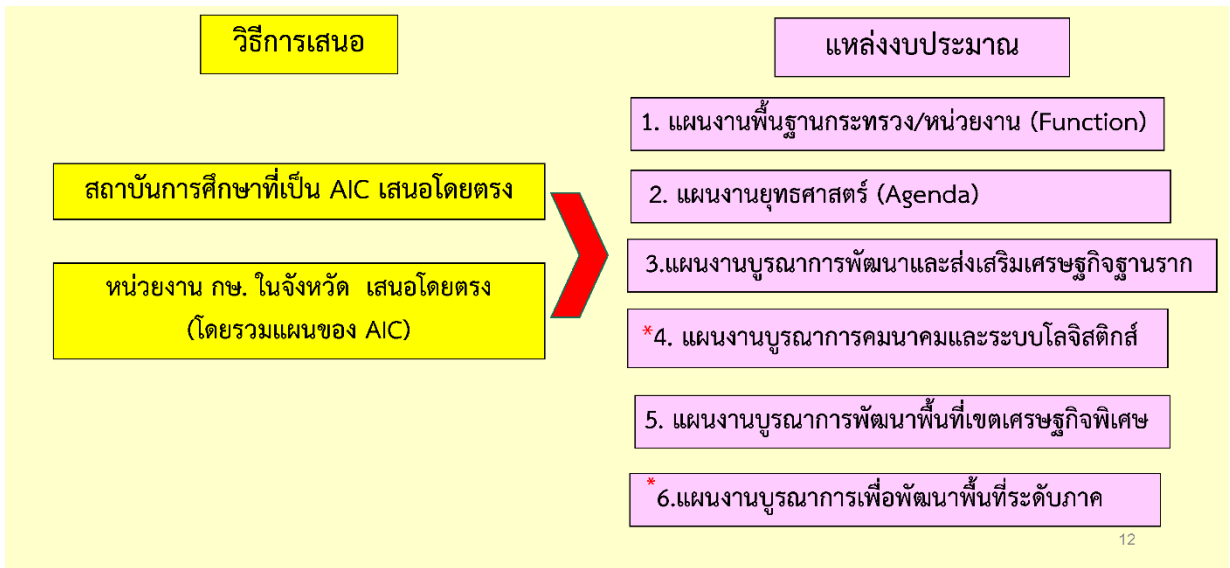 วิธีการเสนอ
สถาบันการศึกษาที่เป็น AIC เสนอโดยตรง
หน่วยงาน กษ. ในจังหวัด เสนอโดยตรง
(โดยรวมแผนของ AIC)
แหล่งงบประมาณ
1. แผนงานพื้นฐานกระทรวง/หน่วยงาน (Function)
2. แผนงานยุทธศาสตร์ (Agenda)
3.แผนงานบูรณาการพัฒนาและส่งเสริมเศรษฐกิจฐานราก
*4. แผนงานบูรณาการคมนาคมและระบบโลจิสติกส์
5. แผนงานบูรณาการพัฒนาพื้นที่เขตเศรษฐกิจพิเศษ
*6.แผนงานบูรณาการเพื่อพัฒนาพื้นที่ระดับภาค
12